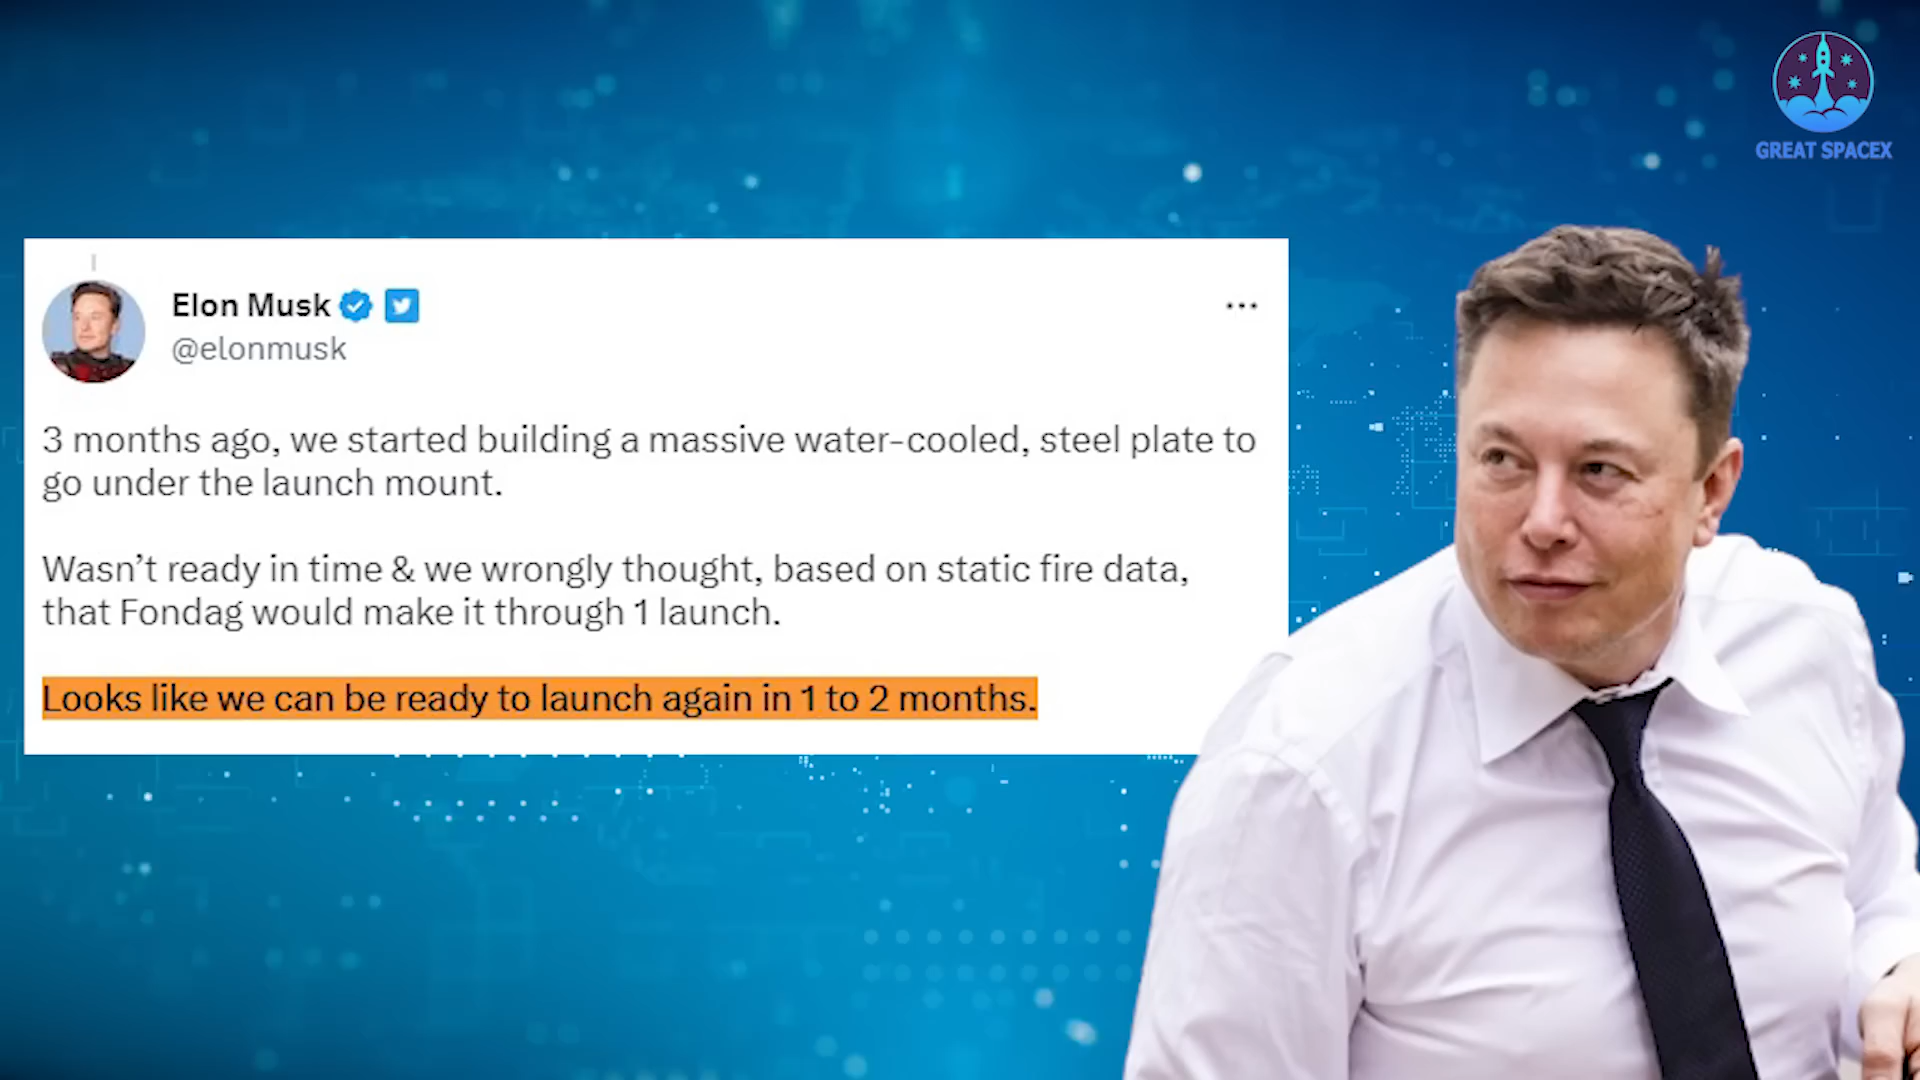 GREAT SPACEX
Elon Musk
@elonmusk
3 months ago, we started building a massive water-cooled, steel plate to
go under the launch mount.
Wasn't ready in time & we wrongly thought, based on static fire data,
that Fondag would make it through 1 launch.
Looks like we can be ready to launch again in 1 to 2 months.